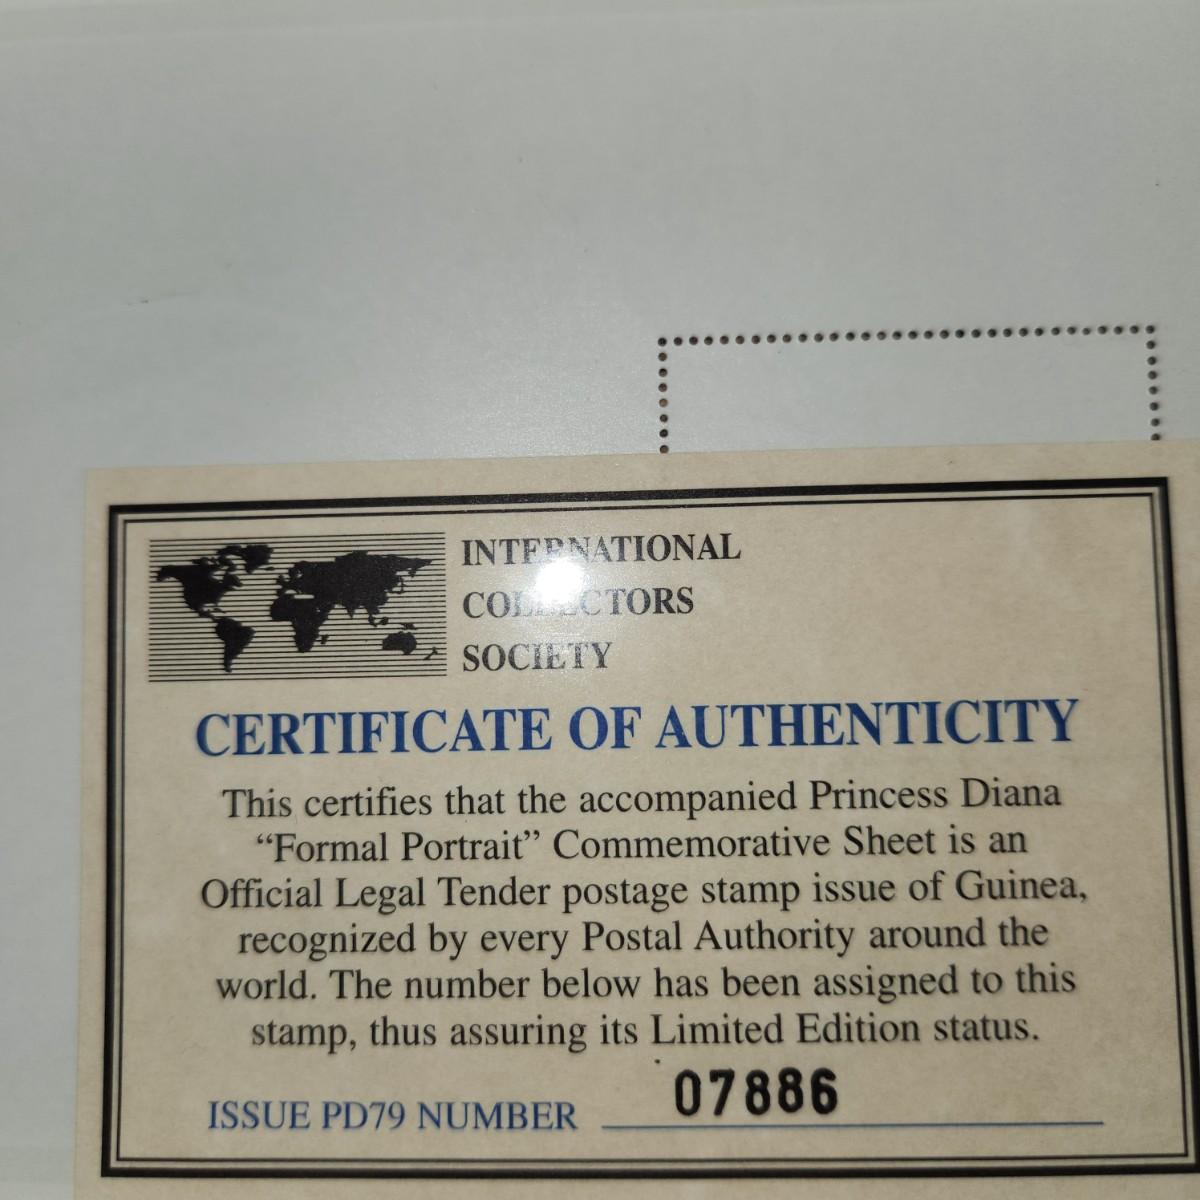 INTERNATIONAL
COLLECTORS
SOCIETY
CERTIFICATE OF AUTHENTICITY
This certifies that the accompanied Princess Diana
“Formal Portrait” Commemorative Sheet is an
Official Legal Tender postage stamp issue of Guinea,
recognized by every Postal Authority around the
world. The number below has been assigned to this
stamp, thus assuring its Limited Edition status.
ISSUE PD79 NUMBER 07886